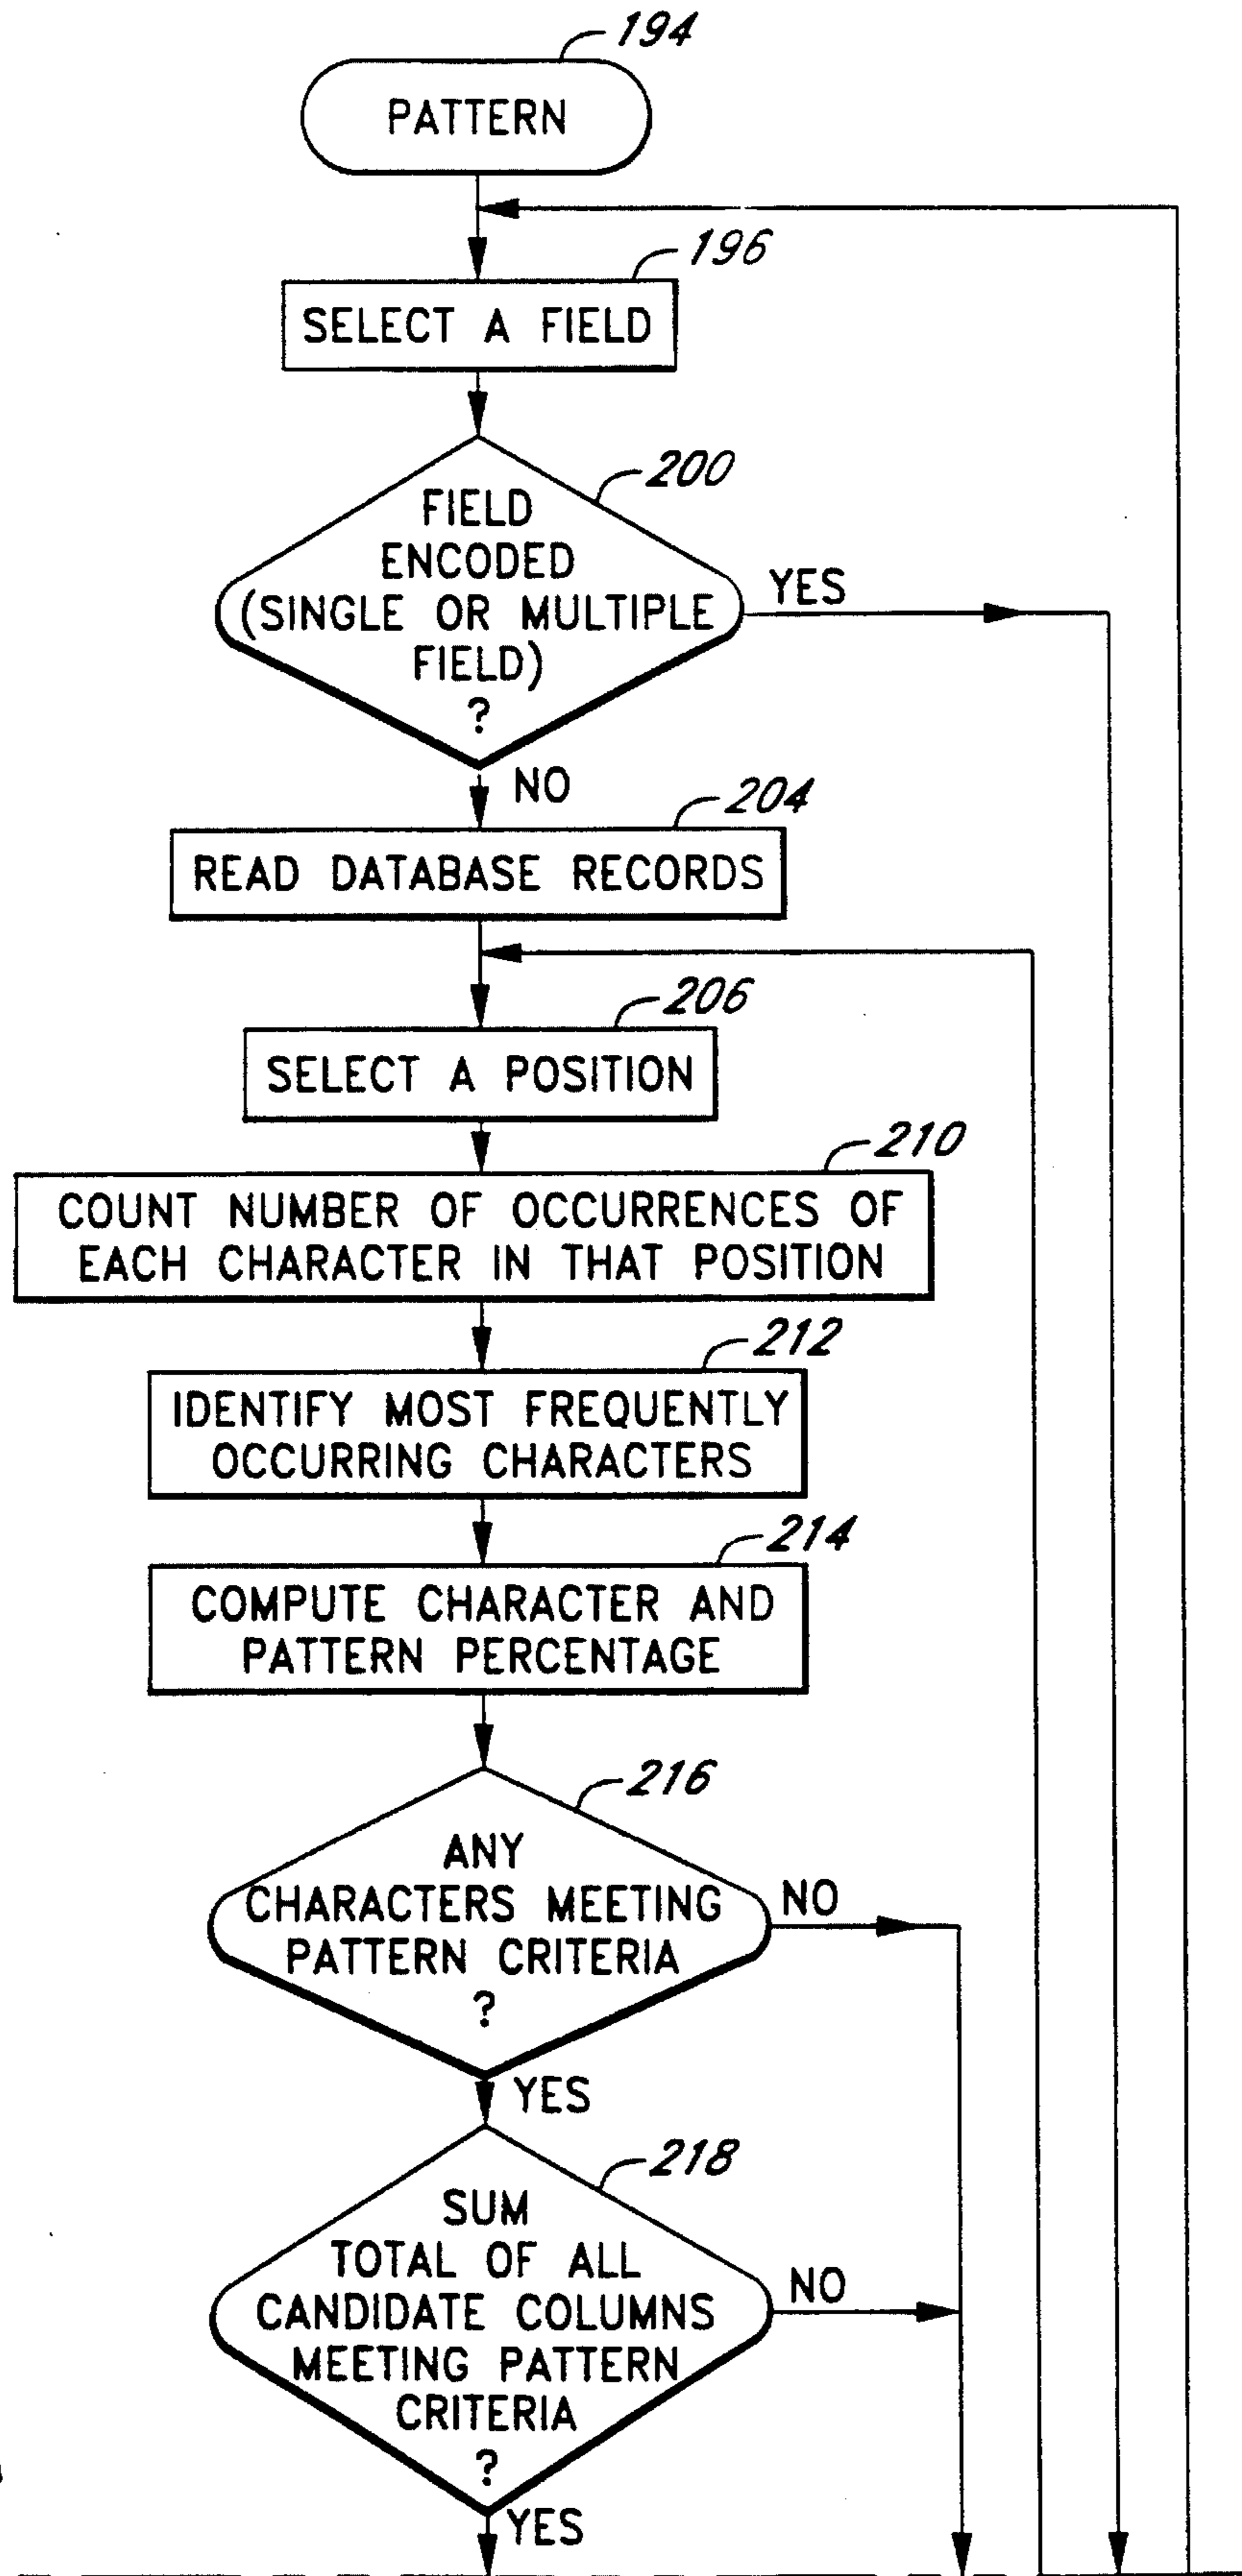 194
PATTERN
196
SELECT A FIELD
200
FIELD
ENCODED
(SINGLE OR MULTIPLE
FIELD)
?
YES
NO
204
READ DATABASE RECORDS
206
SELECT A POSITION
210
COUNT NUMBER OF OCCURRENCES OF
EACH CHARACTER IN THAT POSITION
212
IDENTIFY MOST FREQUENTLY
OCCURRING CHARACTERS
214
COMPUTE CHARACTER AND
PATTERN PERCENTAGE
216
ANY
CHARACTERS MEETING
PATTERN CRITERIA
?
NO
YES
218
SUM
TOTAL OF ALL
CANDIDATE COLUMNS
MEETING PATTERN
CRITERIA
?
NO
YES